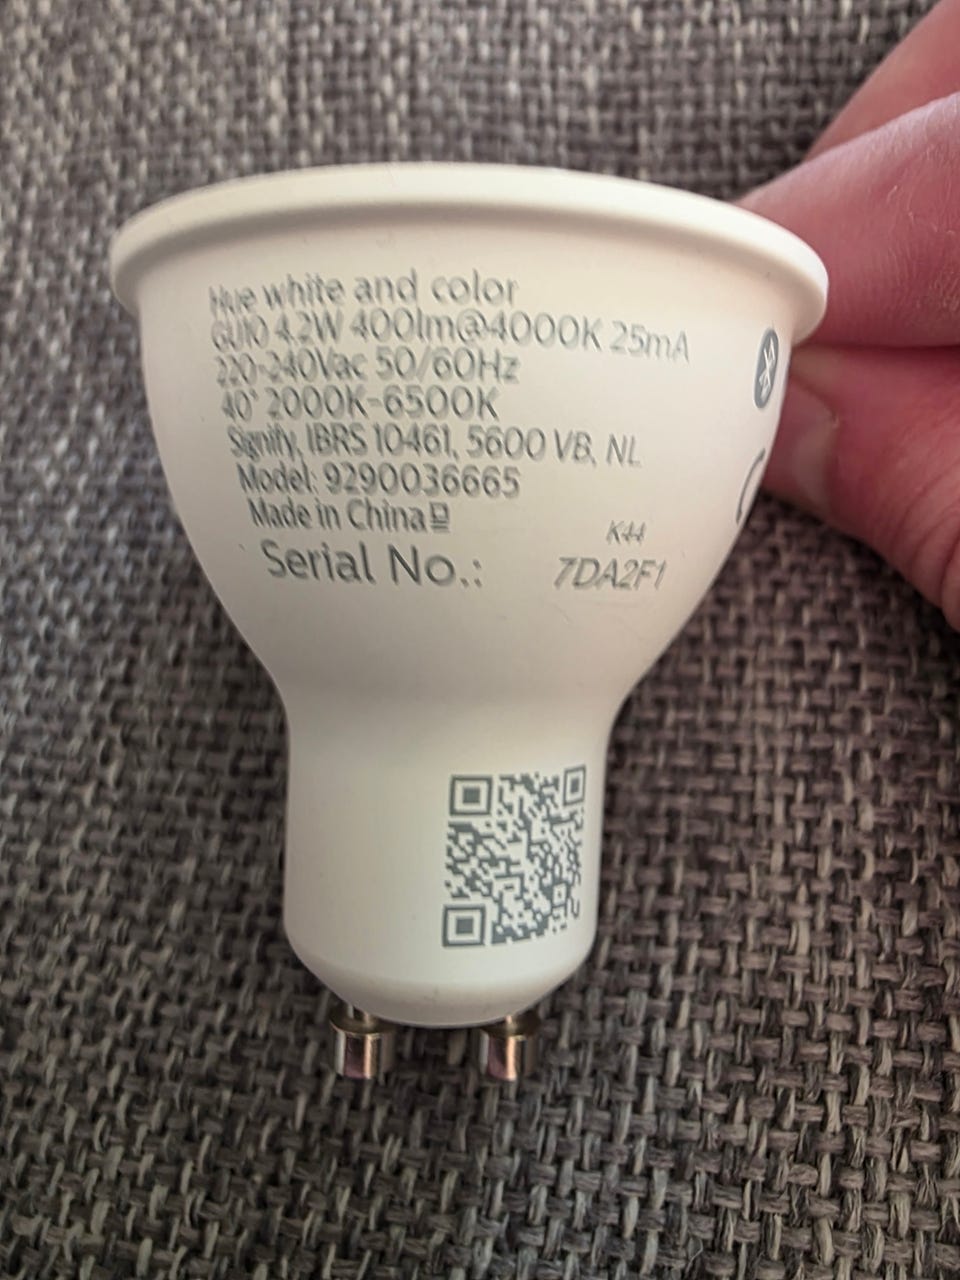 Hue white and color
GU10 4.2W 400lm@4000K 25mA
220-240Vac 50/60Hz
40° 2000K-6500K
Signify, IBRS 10461, 5600 VB, NL
Model: 9290036665
Made in China
K44
Serial No.: 7DA2F1